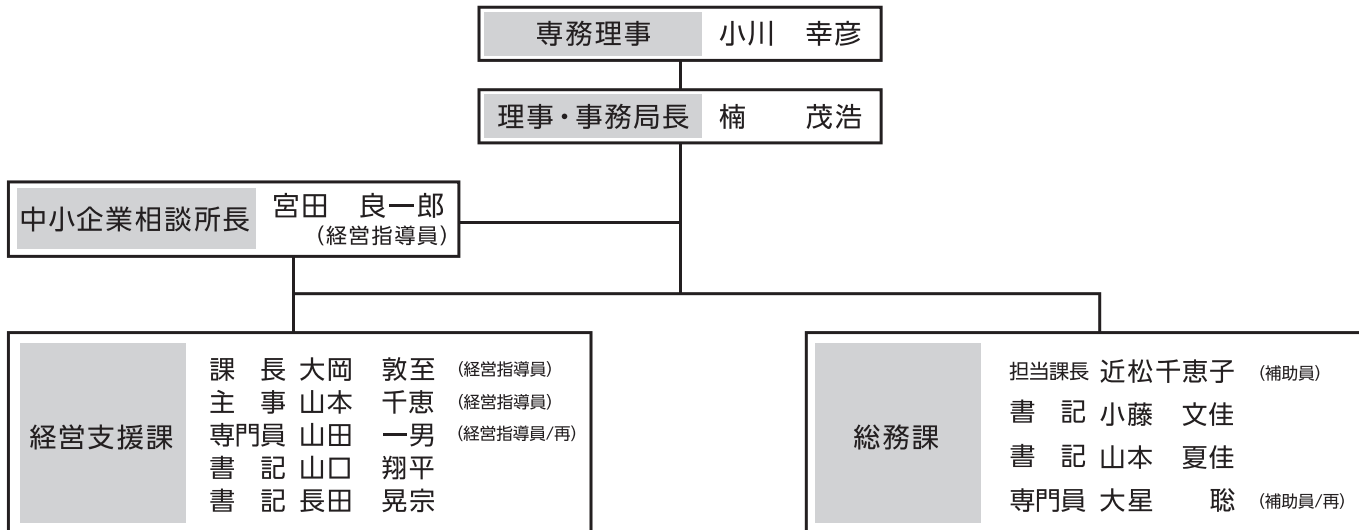 専務理事 小川 幸彦
理事・事務局長 楠 茂浩
中小企業相談所長 宮田 良一郎
(経営指導員)
経営支援課
課 長 大岡 敦至 (経営指導員)
主 事 山本 千恵 (経営指導員)
専門員 山田 一男 (経営指導員/再)
書 記 山口 翔平
書 記 長田 晃宗
総務課
担当課長 近松千恵子 (補助員)
書 記 小藤 文佳
書 記 山本 夏佳
専門員 大星 聡 (補助員/再)